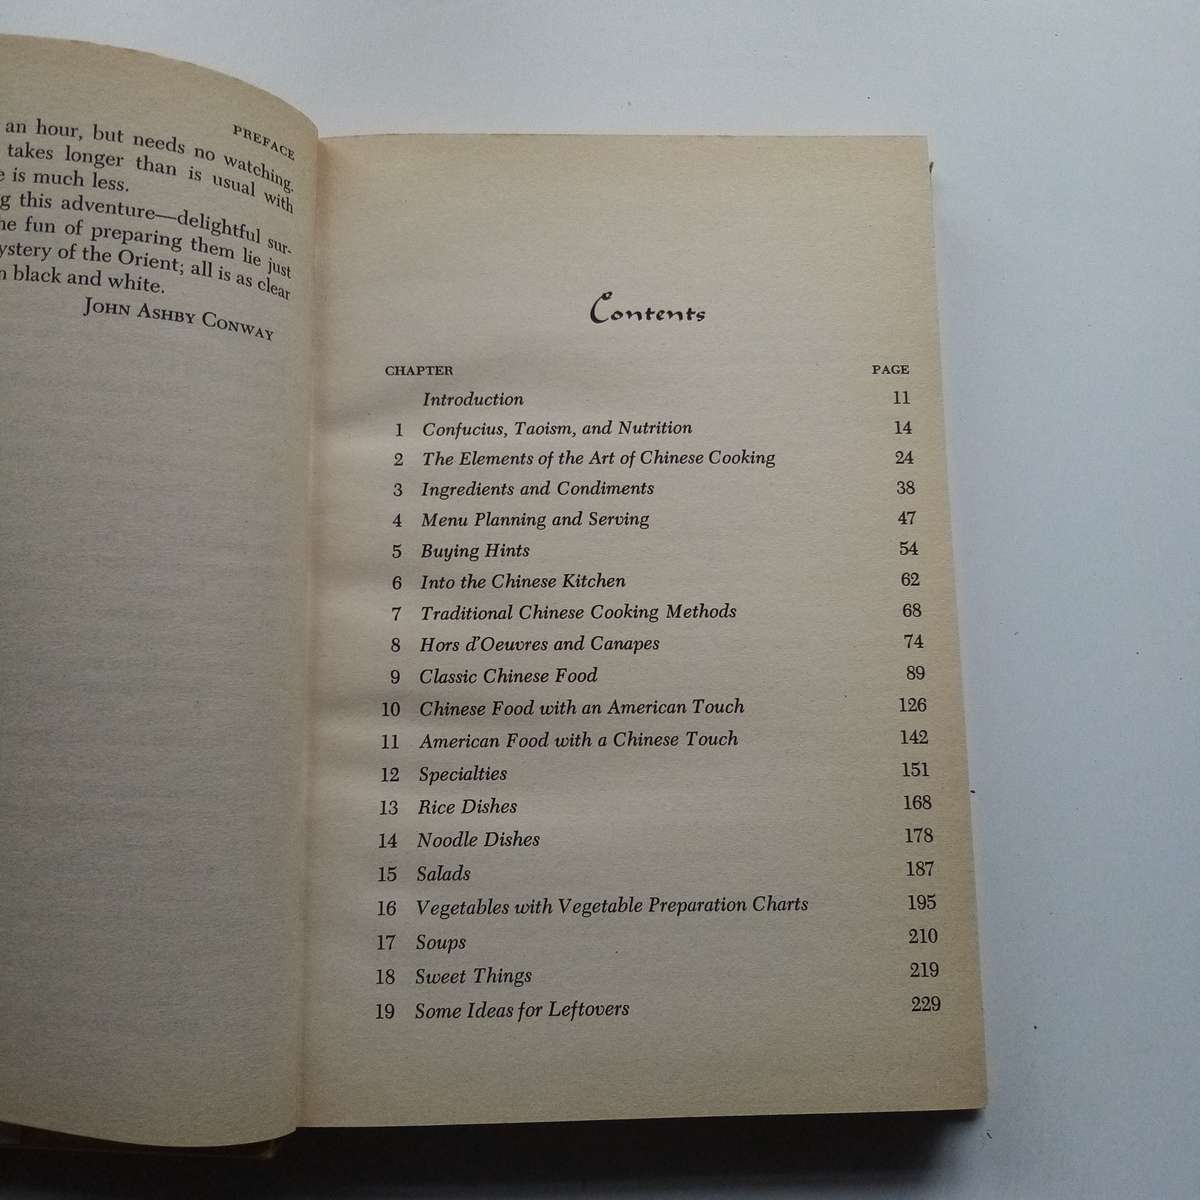 PREFACE
an hour, but needs no watching.
takes longer than is usual with
is much less.
this adventure—delightful sur-
fun of preparing them lie just
of the Orient; all is as clear
black and white.
JOHN ASHBY CONWAY
Contents
CHAPTER PAGE
Introduction 11
1 Confucius, Taoism, and Nutrition 14
2 The Elements of the Art of Chinese Cooking 24
3 Ingredients and Condiments 38
4 Menu Planning and Serving 47
5 Buying Hints 54
6 Into the Chinese Kitchen 62
7 Traditional Chinese Cooking Methods 68
8 Hors d'Oeuvres and Canapes 74
9 Classic Chinese Food 89
10 Chinese Food with an American Touch 126
11 American Food with a Chinese Touch 142
12 Specialties 151
13 Rice Dishes 168
14 Noodle Dishes 178
15 Salads 187
16 Vegetables with Vegetable Preparation Charts 195
17 Soups 210
18 Sweet Things 219
19 Some Ideas for Leftovers 229